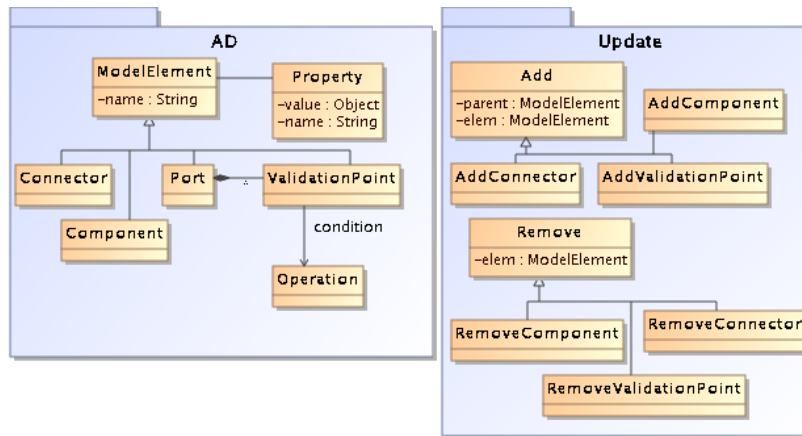 AD
ModelElement
-name : String
Property
-value : Object
-name : String
Connector
Port
ValidationPoint
Component
condition
Operation
Update
Add
-parent : ModelElement
-elem : ModelElement
AddComponent
AddConnector
AddValidationPoint
Remove
-elem : ModelElement
RemoveComponent
RemoveConnector
RemoveValidationPoint